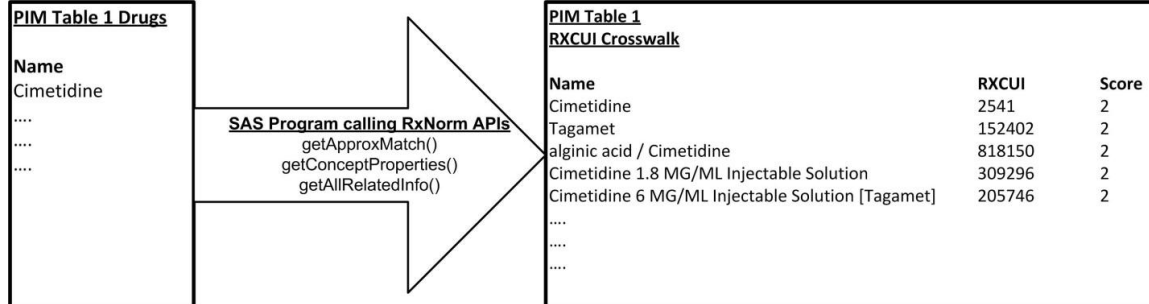 PIM Table 1 Drugs
Name
Cimetidine
....
....
....
SAS Program calling RxNorm APIs
getApproxMatch()
getConceptProperties()
getAllRelatedInfo()
PIM Table 1
RXCUI Crosswalk
Name RXCUI Score
Cimetidine 2541 2
Tagamet 152402 2
alginic acid / Cimetidine 818150 2
Cimetidine 1.8 MG/ML Injectable Solution 309296 2
Cimetidine 6 MG/ML Injectable Solution [Tagamet] 205746 2
....
....
....